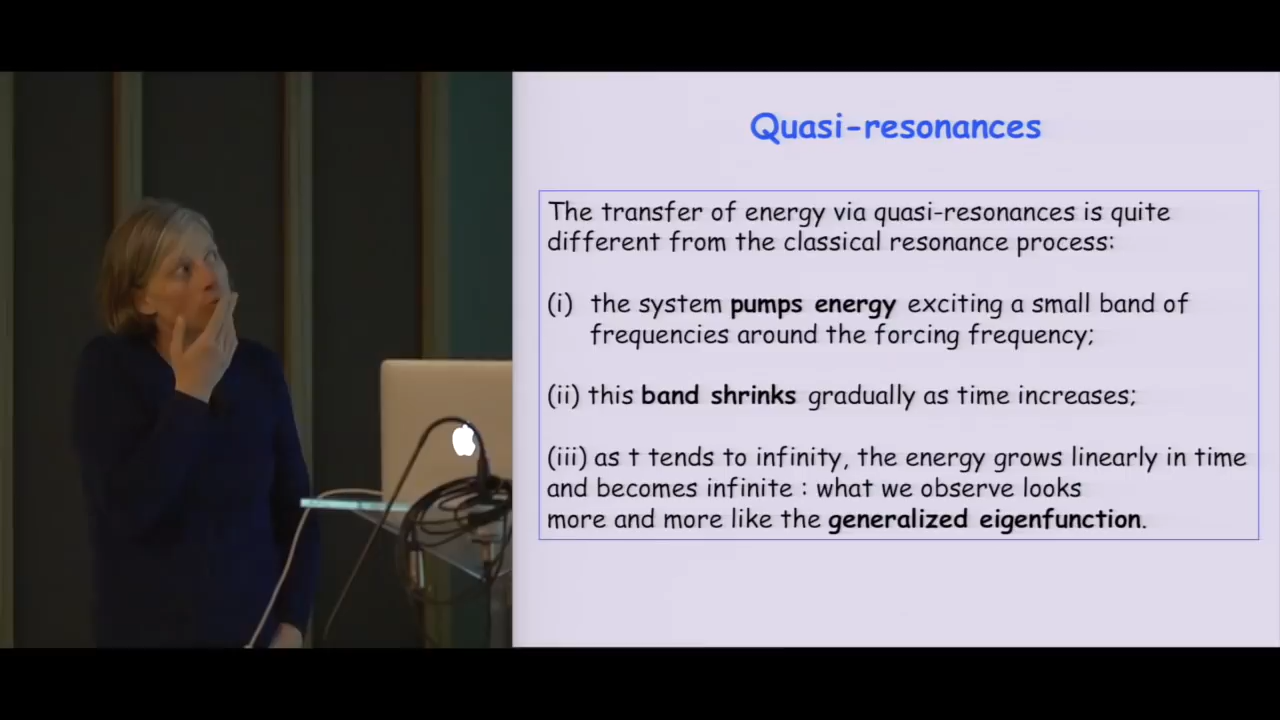 Quasi-resonances
The transfer of energy via quasi-resonances is quite
different from the classical resonance process:
(i) the system pumps energy exciting a small band of
frequencies around the forcing frequency;
(ii) this band shrinks gradually as time increases;
(iii) as t tends to infinity, the energy grows linearly in time
and becomes infinite : what we observe looks
more and more like the generalized eigenfunction.